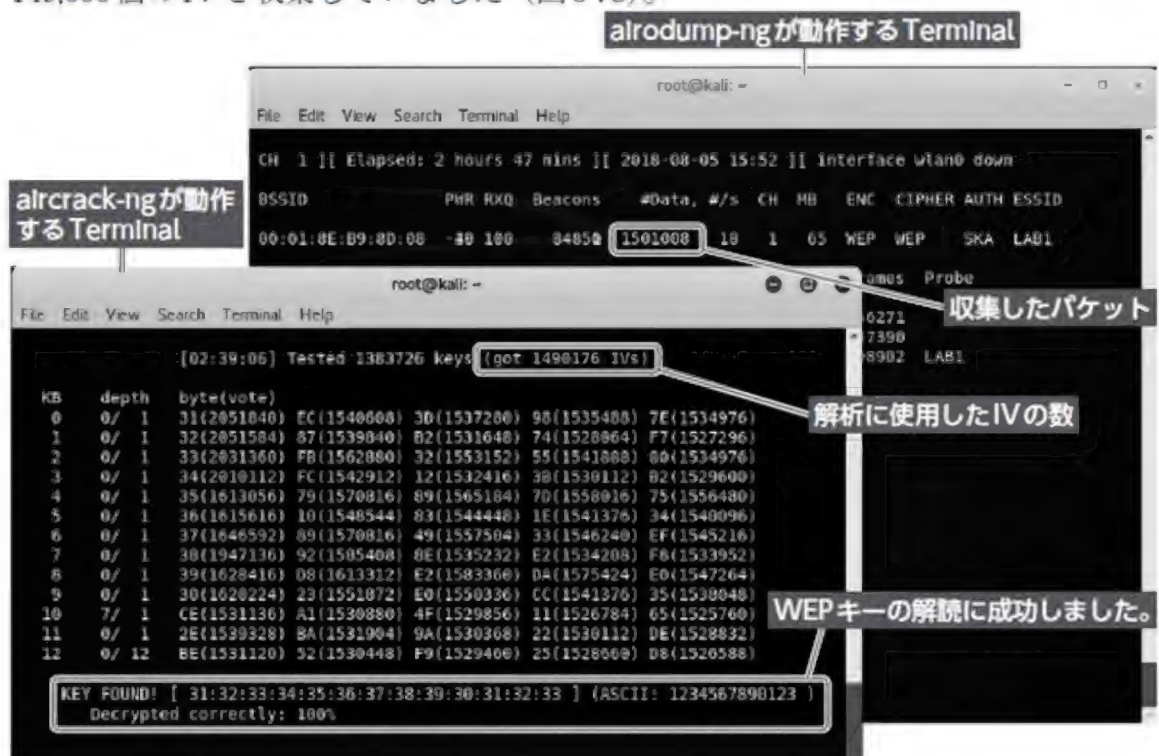 airodump-ngが動作するTerminal
root@kali: ~
File Edit View Search Terminal Help
CH 1 ][ Elapsed: 2 hours 47 mins ][ 2018-08-05 15:52 ][ interface wlan0 down
BSSID PWR RXQ Beacons #Data, #/s CH MB ENC CIPHER AUTH ESSID
00:01:8E:B9:8D:08 100 1501008 18 1 65 WEP WEP SKA LAB1
aircrack-ngが動作
するTerminal
Probe
収集したパケット
LAB1
root@kali: ~
File Edit View Search Terminal Help
[02:39:06] Tested 1383726 keys (got 1490176 IVs)
解析に使用したIVの数
KB depth byte(vote)
0 0/ 1 31(2051840) EC(1540608) 3D(1537280) 98(1535488) 7E(1534976)
1 0/ 1 32(2051584) 87(1539840) B2(1531648) 74(1528064) F7(1527296)
2 0/ 1 33(2031360) FB(1562880) 32(1553152) 55(1541888) 80(1534976)
3 0/ 1 34(2010112) FC(1542912) 12(1532416) 3B(1530112) B2(1529600)
4 0/ 1 35(1613056) 79(1570816) 89(1565184) 7D(1558016) 75(1556480)
5 0/ 1 36(1615616) 10(1548544) 83(1544448) 1E(1541376) 34(1540096)
6 0/ 1 37(1646592) 89(1570816) 49(1557504) 33(1546240) EF(1545216)
7 0/ 1 38(1947136) 92(1585408) 8E(1535232) E2(1534208) F8(1533952)
8 0/ 1 39(1628416) D8(1613312) E2(1583360) DA(1575424) E0(1547264)
9 0/ 1 30(1620224) 23(1551872) E0(1550336) CC(1541376) 35(1538048)
10 7/ 1 CE(1531136) A1(1530880) 4F(1529856) 11(1526784) 65(1525760)
11 0/ 1 2E(1539328) BA(1531904) 9A(1530368) 22(1530112) DE(1528832)
12 0/ 12 BE(1531120) 52(1530448) F9(1529460) 25(1528660) D8(1526588)
WEPキーの解読に成功しました。
KEY FOUND! [ 31:32:33:34:35:36:37:38:39:30:31:32:33 ] (ASCII: 1234567890123 )
Decrypted correctly: 100%